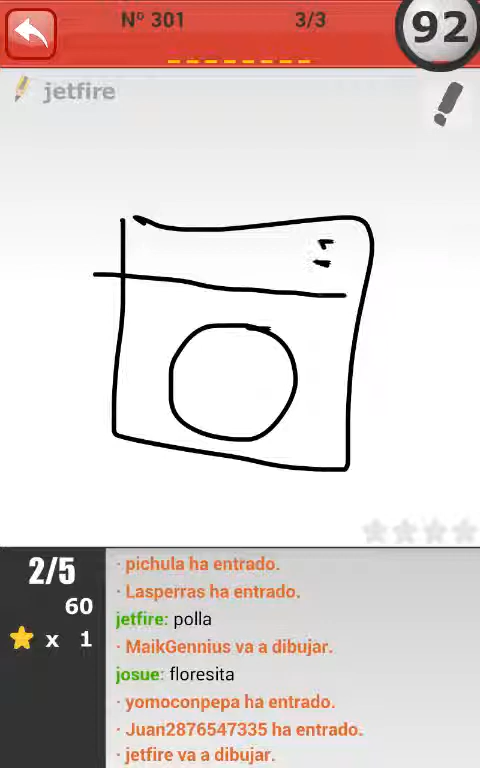 Nº 301
3/3
92
jetfire
2/5
60
x 1
· pichula ha entrado.
· Lasperras ha entrado.
jetfire: polla
· MaikGennius va a dibujar.
josue: floresita
· yomoconpepa ha entrado.
· Juan2876547335 ha entrado.
· jetfire va a dibujar.